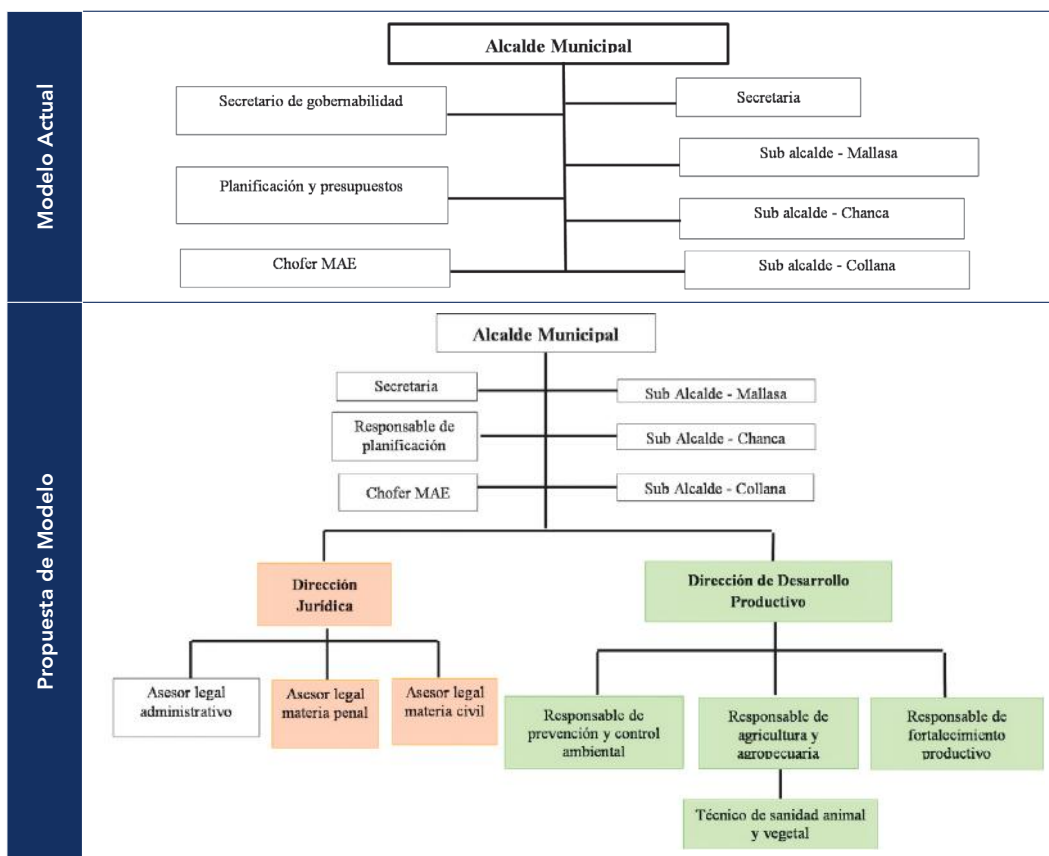 Modelo Actual
Alcalde Municipal
Secretario de gobernabilidad
Secretaria
Sub alcalde - Mallasa
Planificación y presupuestos
Sub alcalde - Chanca
Chofer MAE
Sub alcalde - Collana
Propuesta de Modelo
Alcalde Municipal
Secretaria
Sub Alcalde - Mallasa
Responsable de
planificación
Sub Alcalde - Chanca
Chofer MAE
Sub Alcalde - Collana
Dirección
Jurídica
Dirección de Desarrollo
Productivo
Asesor legal
administrativo
Asesor legal
materia penal
Asesor legal
materia civil
Responsable de
prevención y control
ambiental
Responsable de
agricultura y
agropecuaria
Responsable de
fortalecimiento
productivo
Técnico de sanidad animal
y vegetal